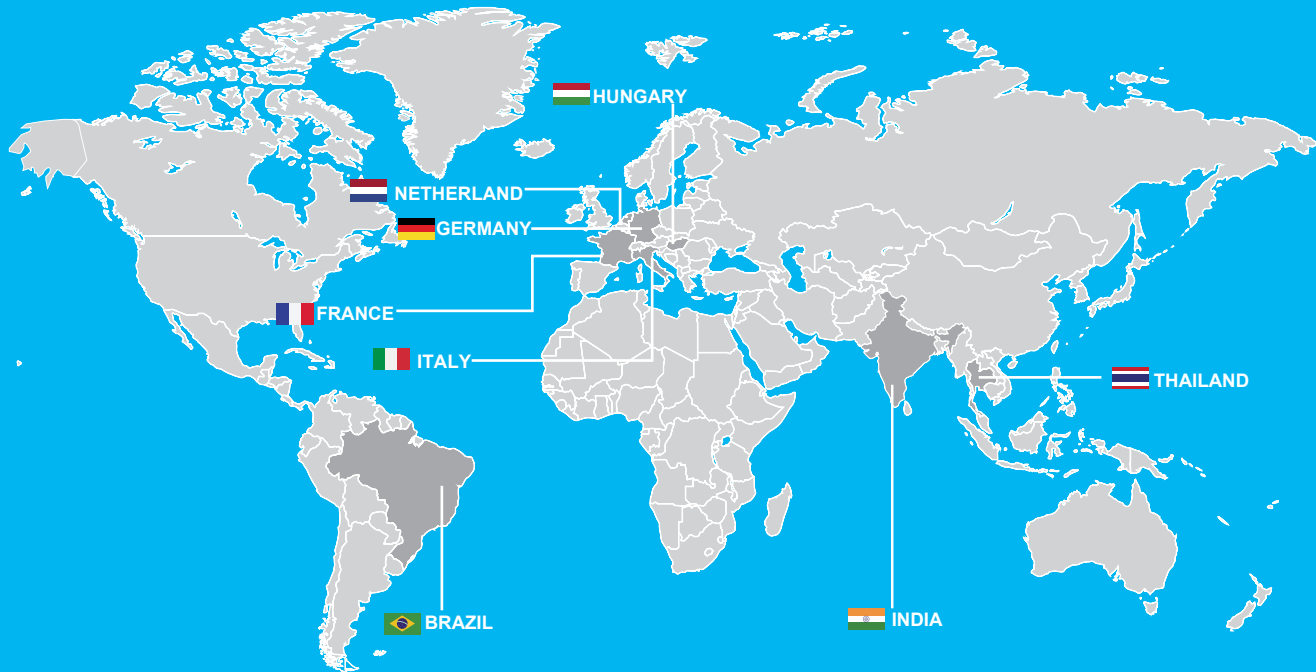 HUNGARY
NETHERLAND
GERMANY
FRANCE
ITALY
THAILAND
INDIA
BRAZIL